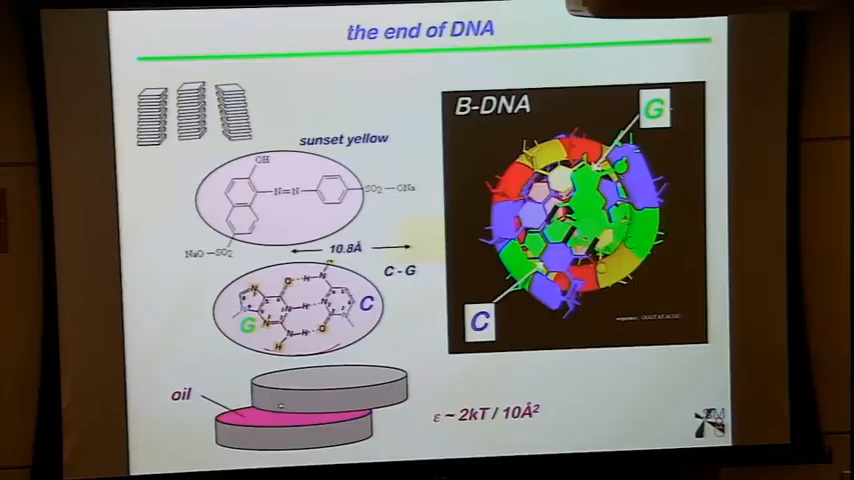 the end of DNA
sunset yellow
OH
N=N
SO2—ONa
NaO—SO2
10.8Å
C - G
G
C
B-DNA
G
C
oil
ε ~ 2kT / 10Å²